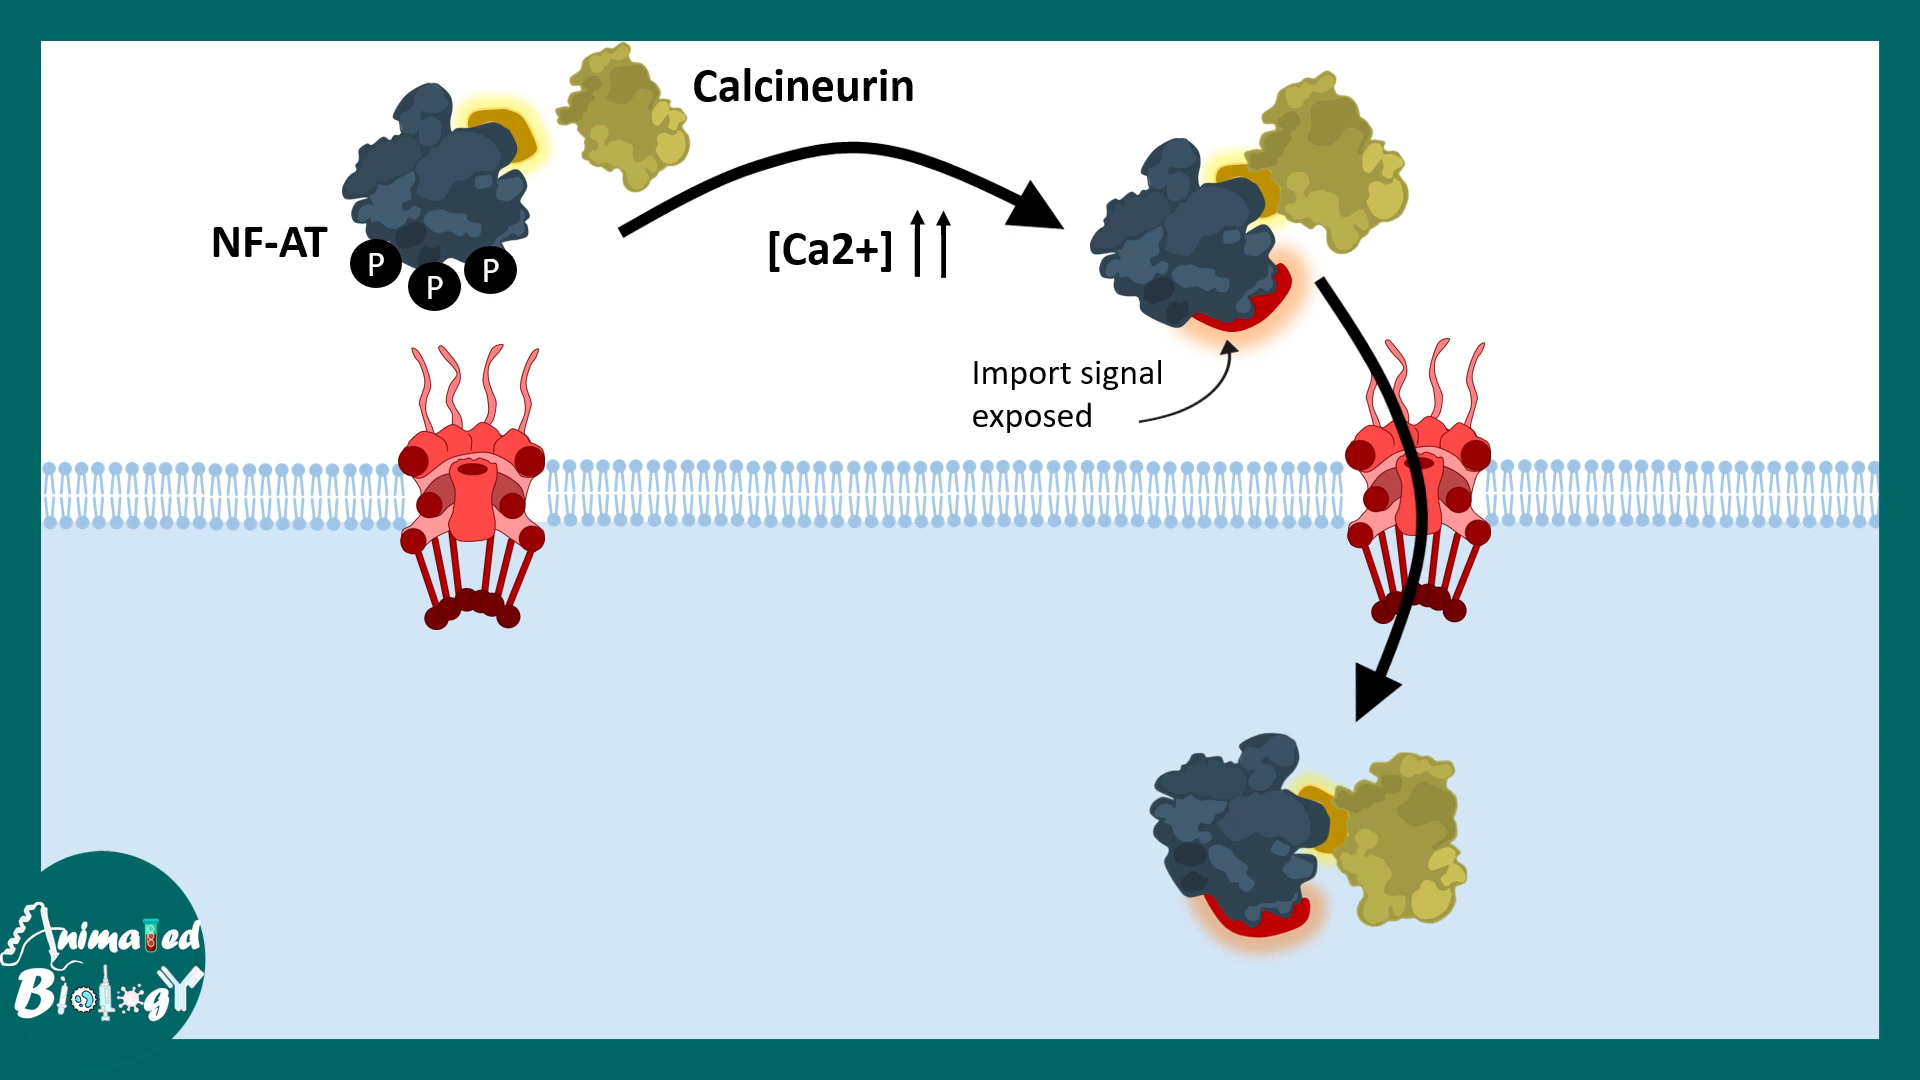 Calcineurin
NF-AT
P
P
P
[Ca2+]
Import signal
exposed
Animated
Biology